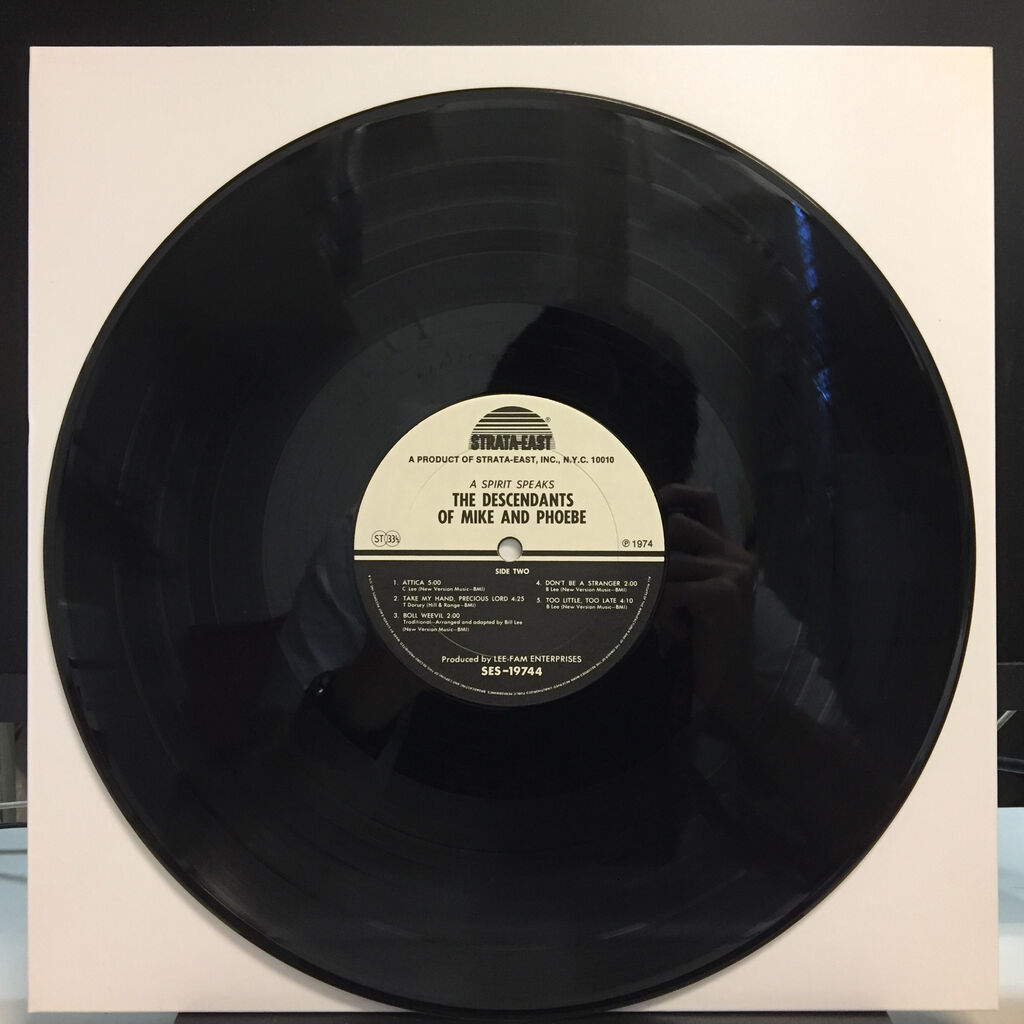 STRATA-EAST ®
A PRODUCT OF STRATA-EAST, INC., N.Y.C. 10010
A SPIRIT SPEAKS
THE DESCENDANTS
OF MIKE AND PHOEBE
ST 33⅓
℗ 1974
SIDE TWO
1. ATTICA 5:00
C Lee (New Version Music-BMI)
2. TAKE MY HAND, PRECIOUS LORD 4:25
T Dorsey (Hill & Range-BMI)
3. BOLL WEEVIL 2:00
Traditional-Arranged and adapted by Bill Lee
(New Version Music-BMI)
4. DON'T BE A STRANGER 2:00
B Lee (New Version Music-BMI)
5. TOO LITTLE, TOO LATE 4:10
B Lee (New Version Music-BMI)
Produced by LEE-FAM ENTERPRISES
SES-19744